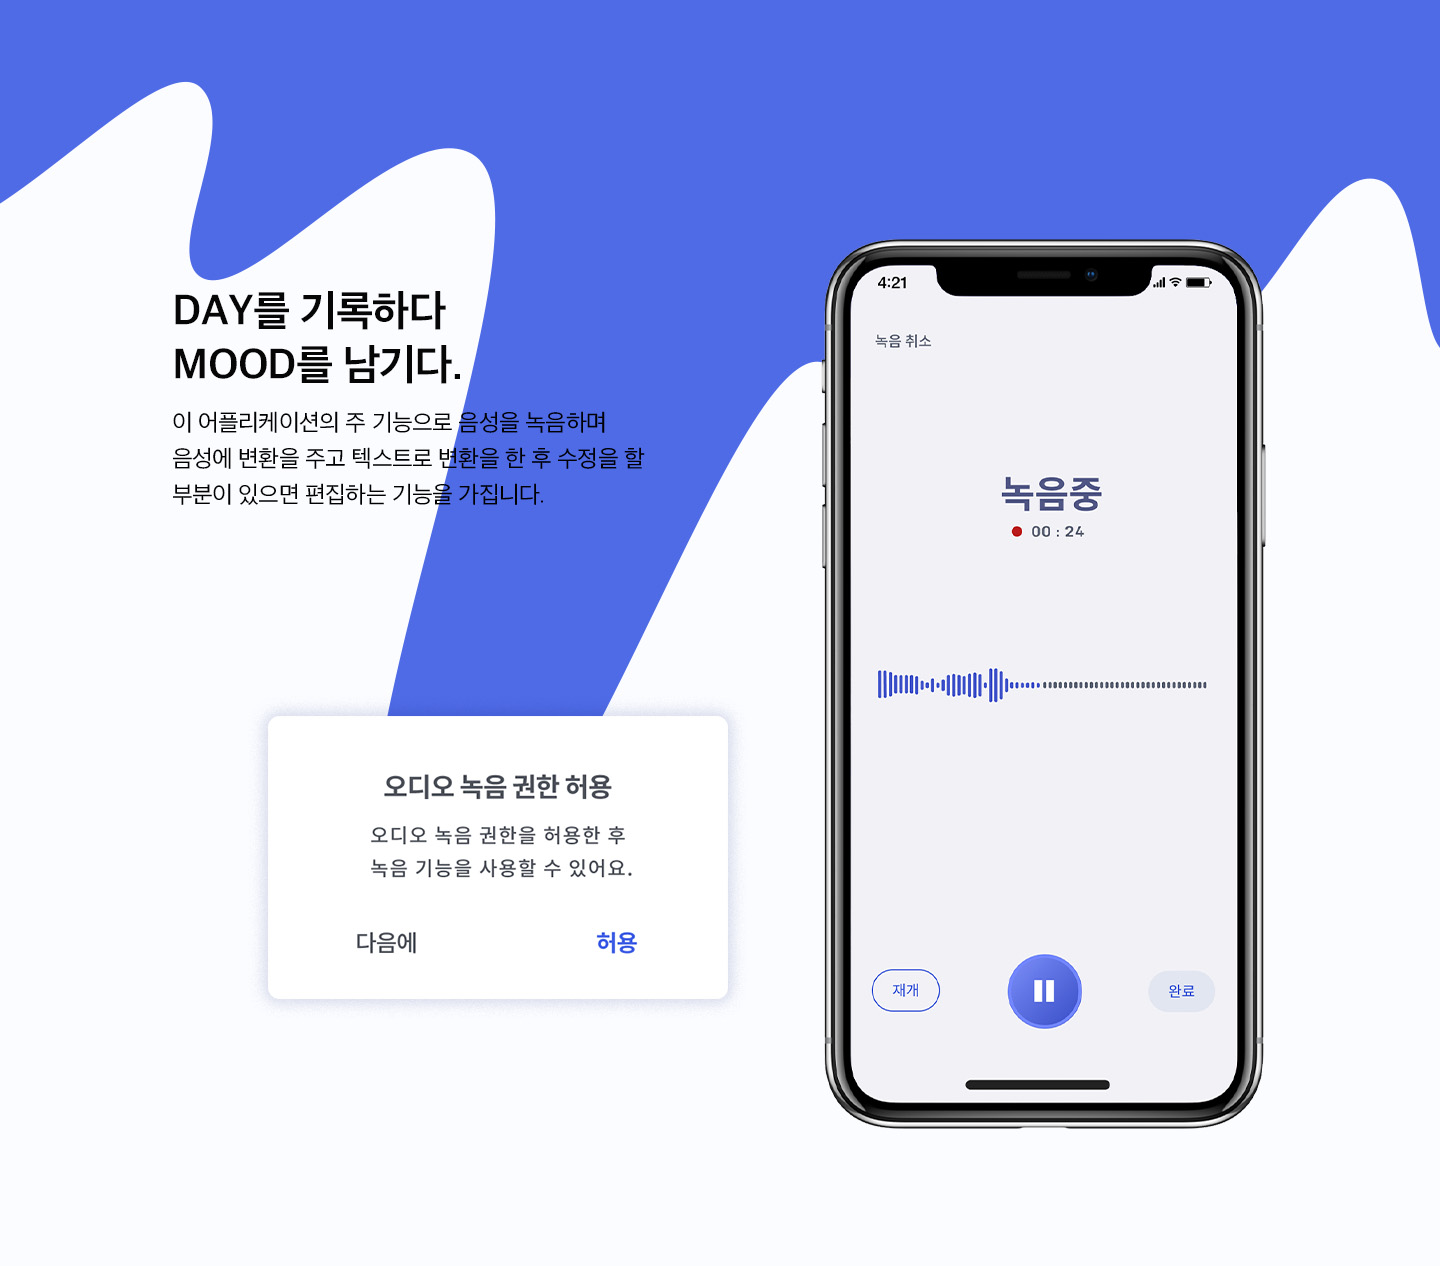 DAY를 기록하다
MOOD를 남기다.
이 어플리케이션의 주 기능으로 음성을 녹음하며
음성에 변환을 주고 텍스트로 변환을 한 후 수정을 할
부분이 있으면 편집하는 기능을 가집니다.
오디오 녹음 권한 허용
오디오 녹음 권한을 허용한 후
녹음 기능을 사용할 수 있어요.
다음에 허용
4:21
녹음 취소
녹음중
00 : 24
재개 완료